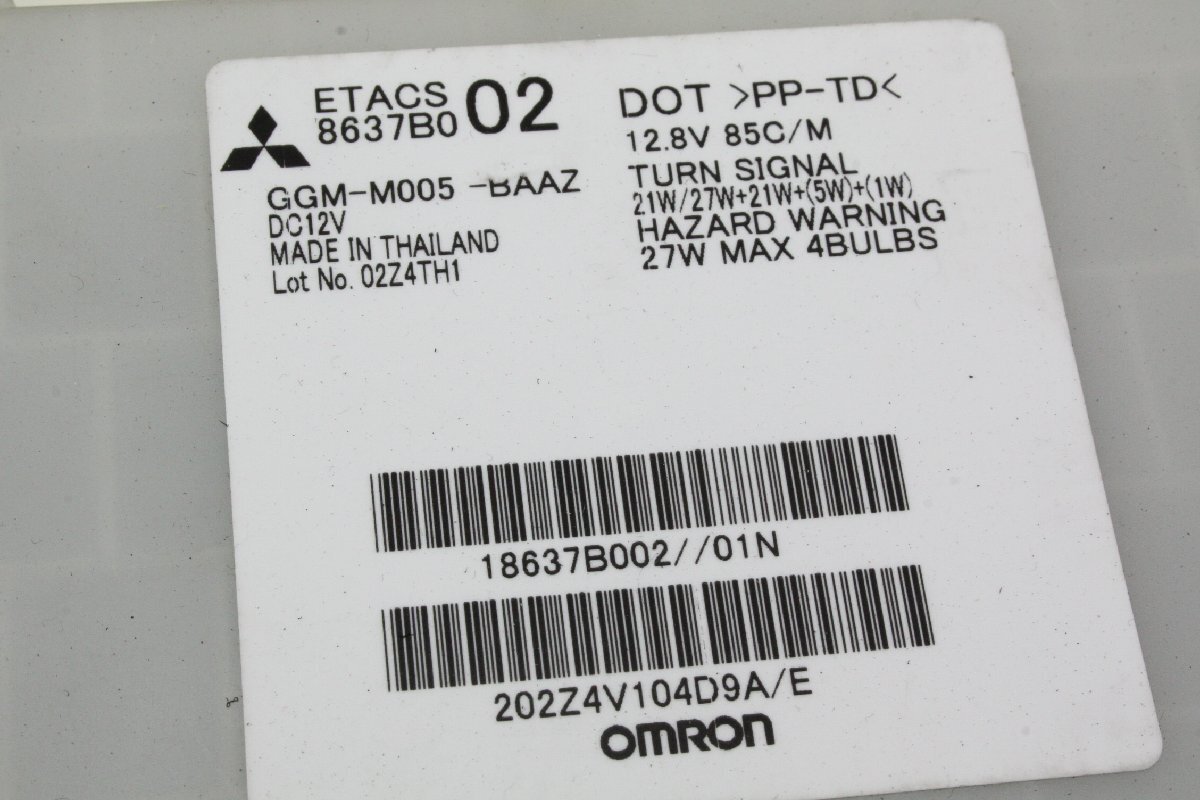 ETACS
8637B0 02
GGM-M005 -BAAZ
DC12V
MADE IN THAILAND
Lot No. 02Z4TH1
DOT >PP-TD<
12.8V 85C/M
TURN SIGNAL
21W/27W+21W+(5W)+(1W)
HAZARD WARNING
27W MAX 4BULBS
18637B002//01N
202Z4V104D9A/E
OMRON